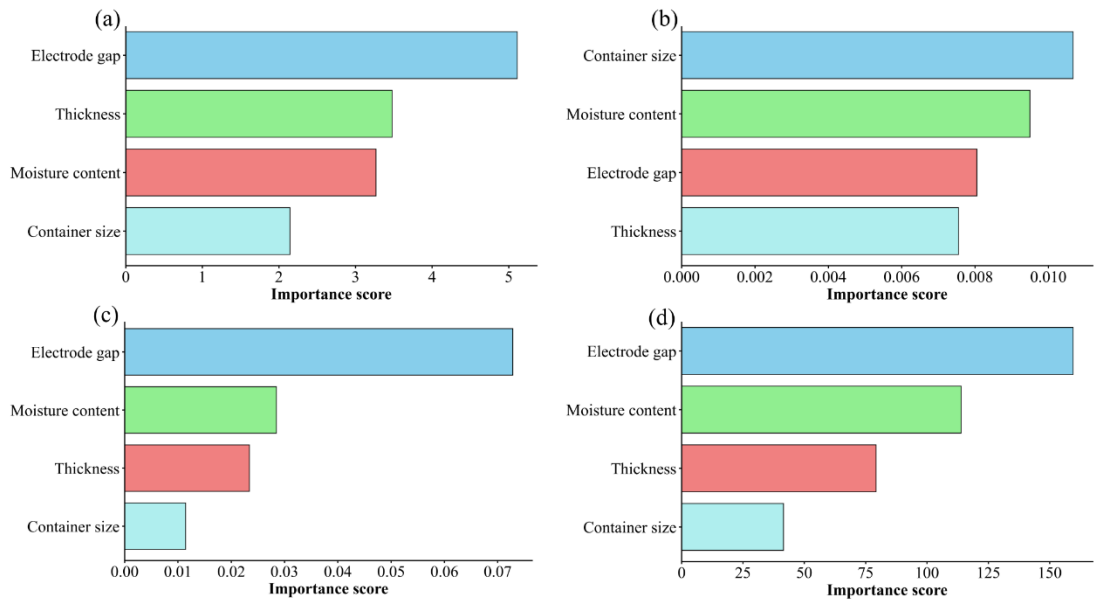 (a)
Electrode gap
Thickness
Moisture content
Container size
0 1 2 3 4 5
Importance score
(b)
Container size
Moisture content
Electrode gap
Thickness
0.000 0.002 0.004 0.006 0.008 0.010
Importance score
(c)
Electrode gap
Moisture content
Thickness
Container size
0.00 0.01 0.02 0.03 0.04 0.05 0.06 0.07
Importance score
(d)
Electrode gap
Moisture content
Thickness
Container size
0 25 50 75 100 125 150
Importance score